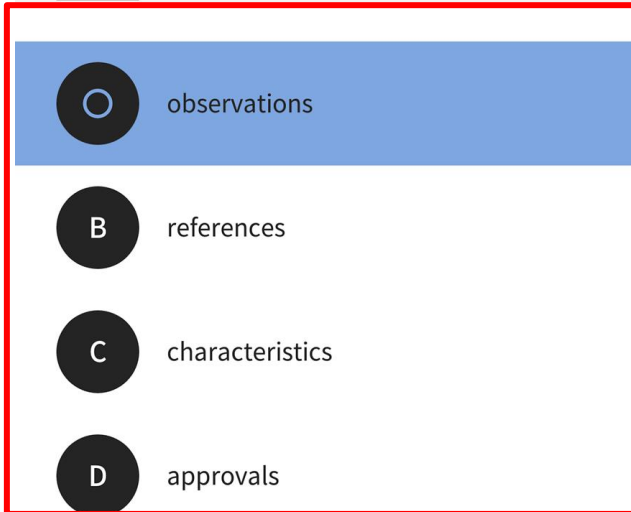 observations
B references
C characteristics
D approvals